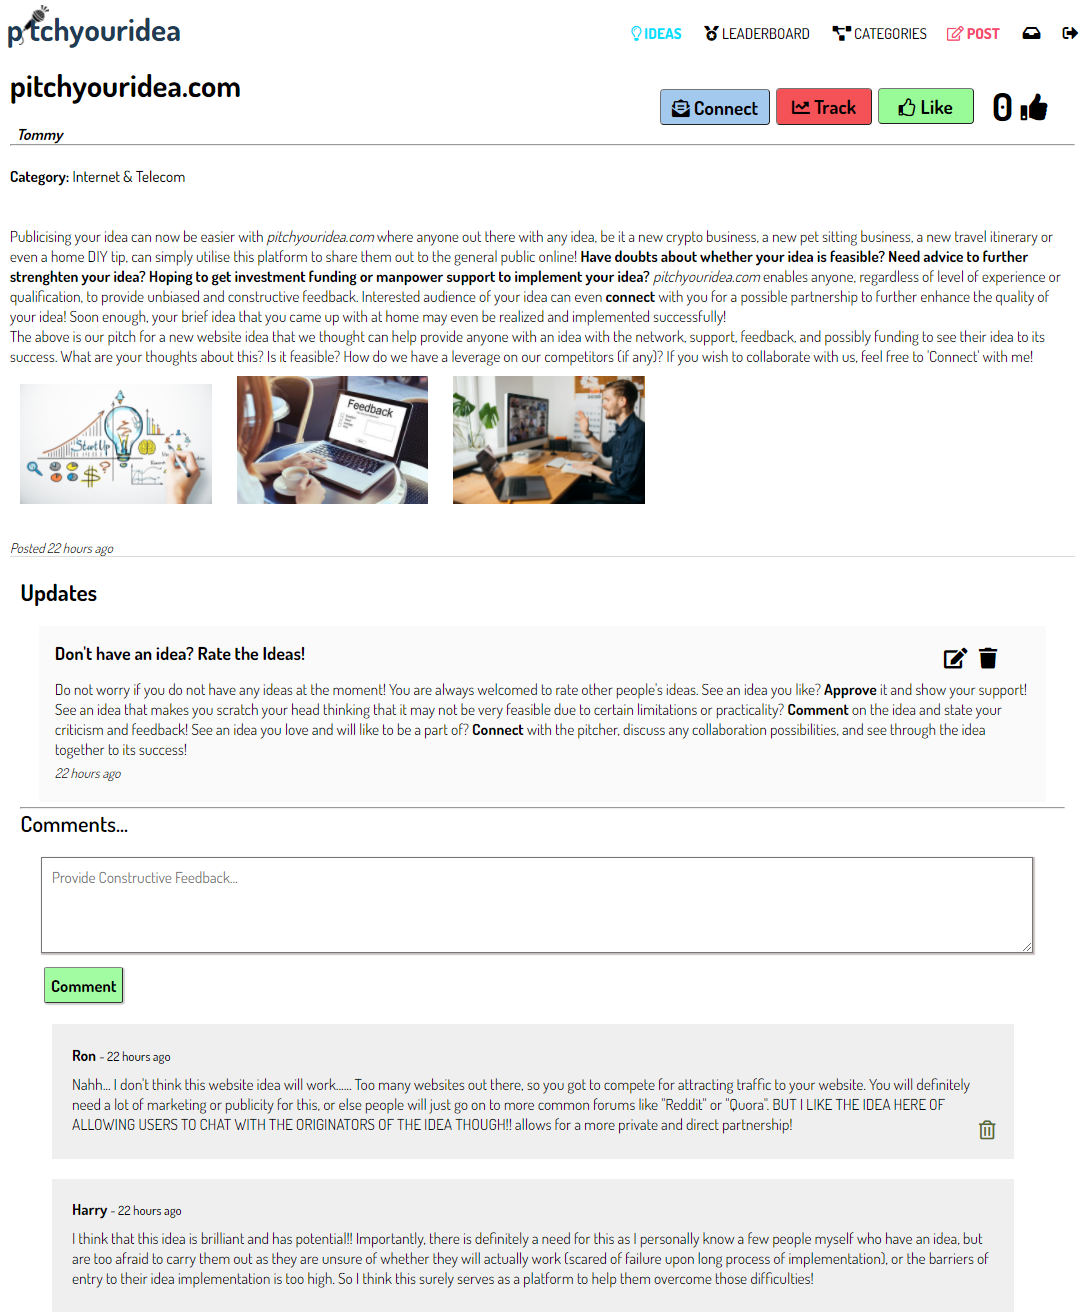 pitchyouridea
IDEAS LEADERBOARD CATEGORIES POST
pitchyouridea.com
Connect Track Like 0
Tommy
Category: Internet & Telecom
Publicising your idea can now be easier with pitchyouridea.com where anyone out there with any idea, be it a new crypto business, a new pet sitting business, a new travel itinerary or
even a home DIY tip, can simply utilise this platform to share them out to the general public online! Have doubts about whether your idea is feasible? Need advice to further
strenghten your idea? Hoping to get investment funding or manpower support to implement your idea? pitchyouridea.com enables anyone, regardless of level of experience or
qualification, to provide unbiased and constructive feedback. Interested audience of your idea can even connect with you for a possible partnership to further enhance the quality of
your idea! Soon enough, your brief idea that you came up with at home may even be realized and implemented successfully!
The above is our pitch for a new website idea that we thought can help provide anyone with an idea with the network, support, feedback, and possibly funding to see their idea to its
success. What are your thoughts about this? Is it feasible? How do we have a leverage on our competitors (if any)? If you wish to collaborate with us, feel free to 'Connect' with me!
Start Up
Feedback
Posted 22 hours ago
Updates
Don't have an idea? Rate the Ideas!
Do not worry if you do not have any ideas at the moment! You are always welcomed to rate other people's ideas. See an idea you like? Approve it and show your support!
See an idea that makes you scratch your head thinking that it may not be very feasible due to certain limitations or practicality? Comment on the idea and state your
criticism and feedback! See an idea you love and will like to be a part of? Connect with the pitcher, discuss any collaboration possibilities, and see through the idea
together to its success!
22 hours ago
Comments...
Provide Constructive Feedback...
Comment
Ron - 22 hours ago
Nahh... I don't think this website idea will work...... Too many websites out there, so you got to compete for attracting traffic to your website. You will definitely
need a lot of marketing or publicity for this, or else people will just go on to more common forums like "Reddit" or "Quora". BUT I LIKE THE IDEA HERE OF
ALLOWING USERS TO CHAT WITH THE ORIGINATORS OF THE IDEA THOUGH!! allows for a more private and direct partnership!
Harry - 22 hours ago
I think that this idea is brilliant and has potential!! Importantly, there is definitely a need for this as I personally know a few people myself who have an idea, but
are too afraid to carry them out as they are unsure of whether they will actually work (scared of failure upon long process of implementation), or the barriers of
entry to their idea implementation is too high. So I think this surely serves as a platform to help them overcome those difficulties!